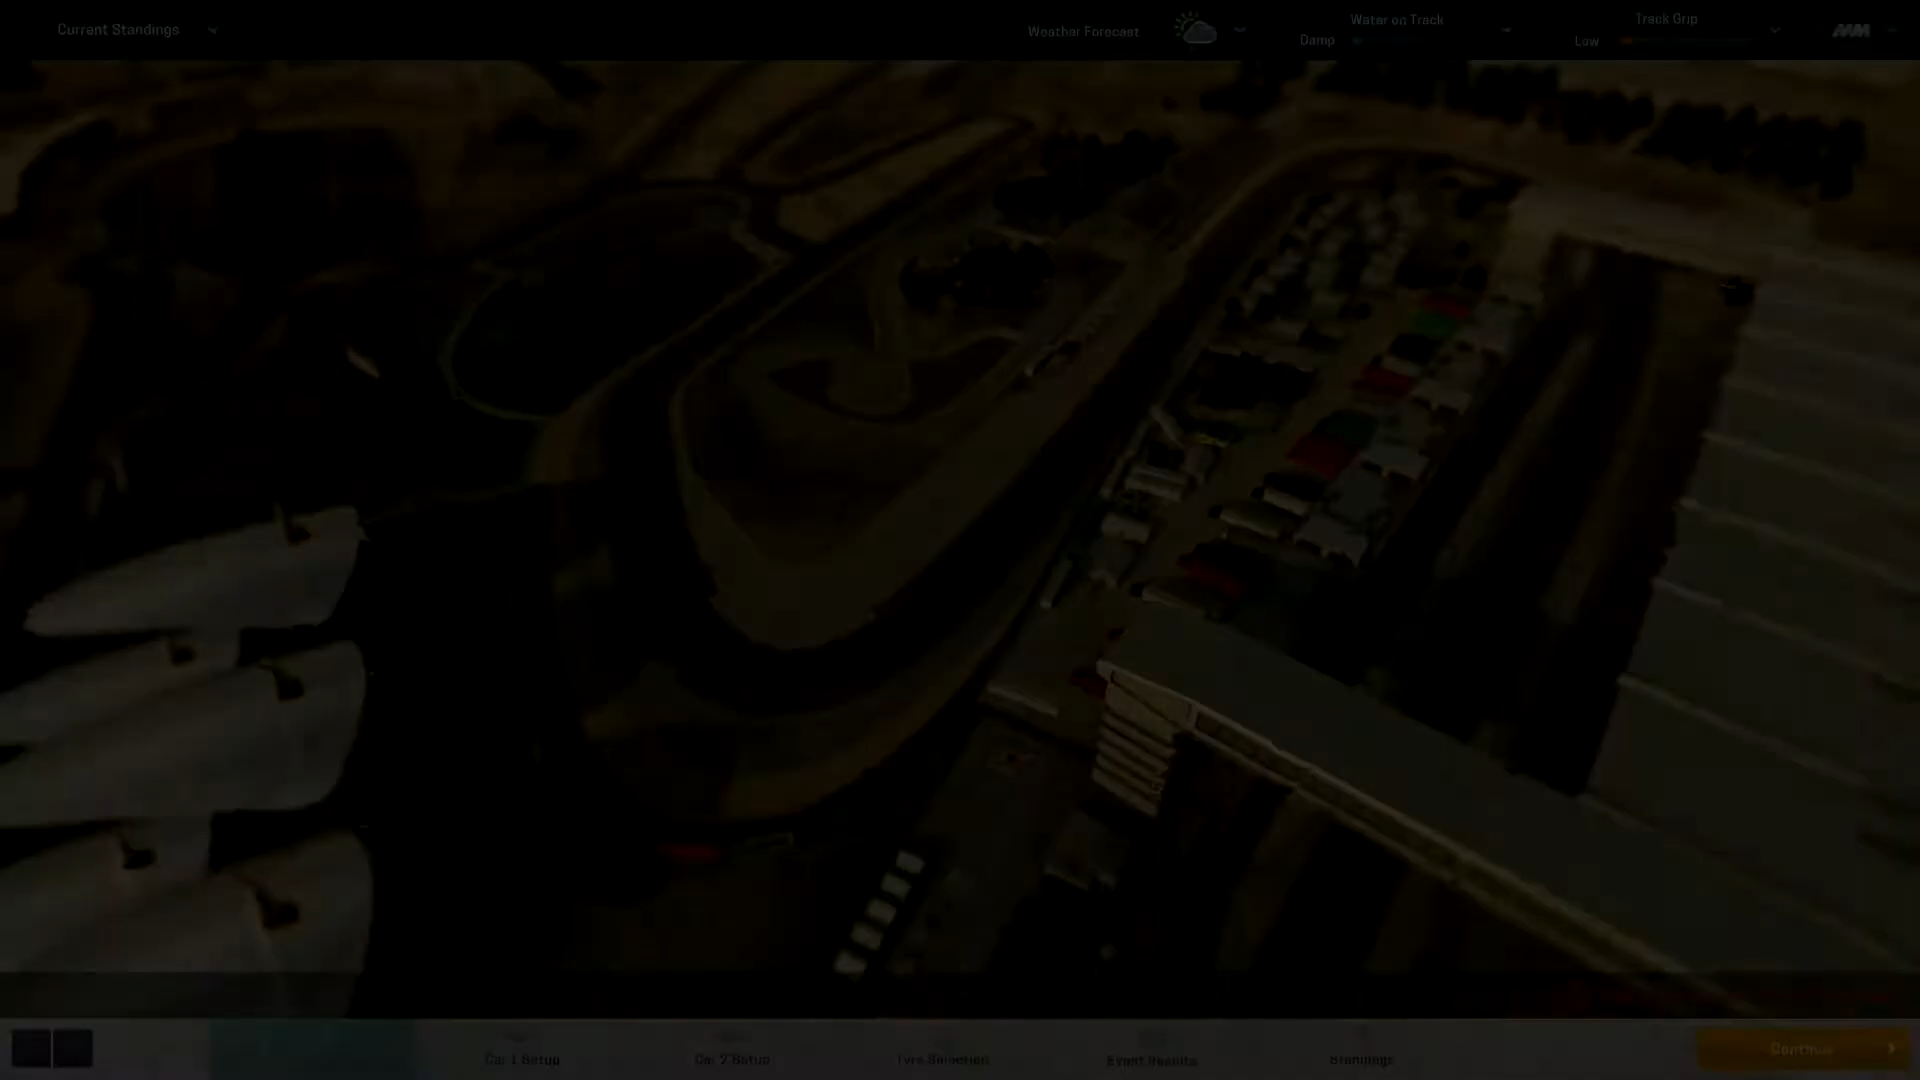 Current Standings
Weather Forecast
Water on Track
Damp
Track Grip
Low
MM
Car 1 Setup
Car 2 Setup
Tyre Selection
Event Results
Standings
Continue